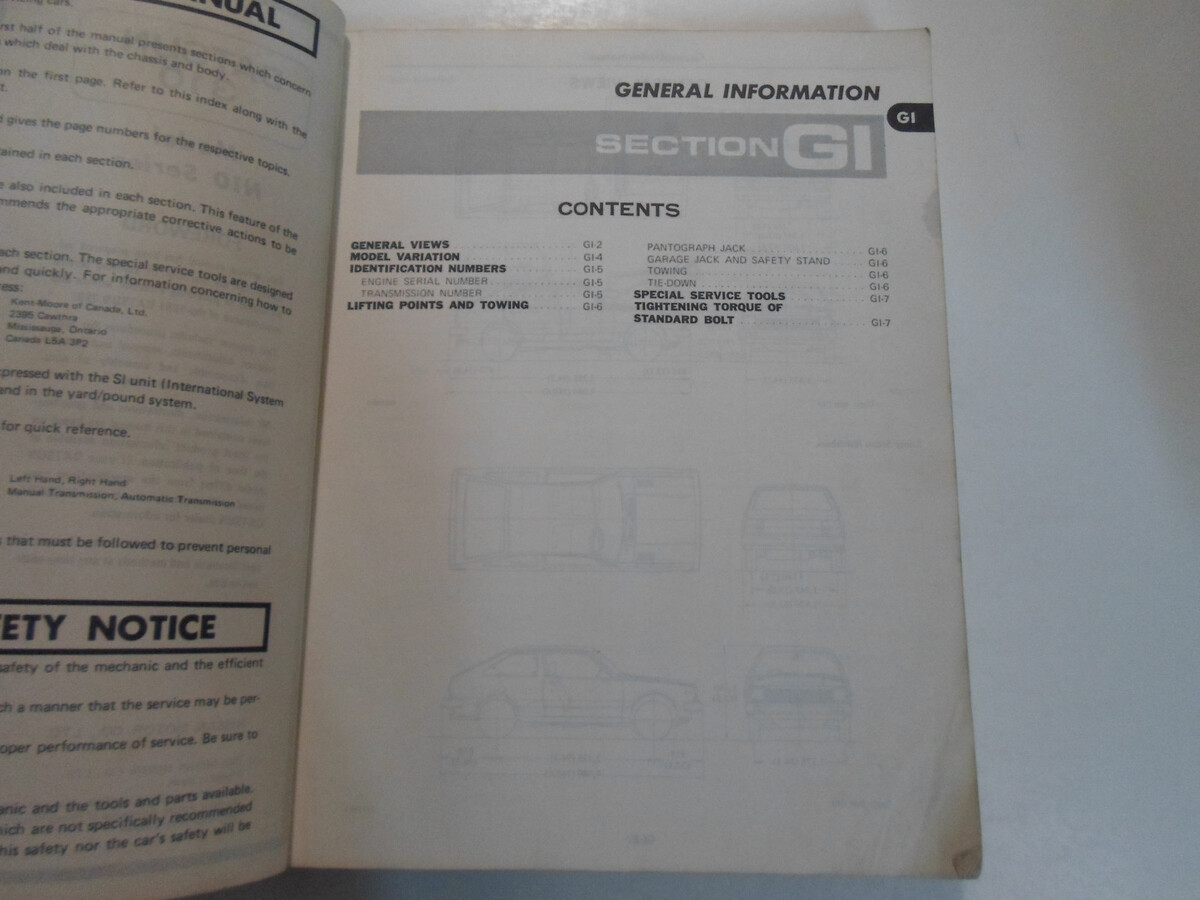 NUAL
cars.
rst half of the manual presents sections which concern
which deal with the chassis and body.
on the first page. Refer to this index along with the
t.
gives the page numbers for the respective topics.
ained in each section.
e also included in each section. This feature of the
mmends the appropriate corrective actions to be
ach section. The special service tools are designed
and quickly. For information concerning how to
ress:
Kent-Moore of Canada, Ltd.
2395 Cawthra
Mississauga, Ontario
Canada L5A 3P2
pressed with the SI unit (International System
and in the yard/pound system.
for quick reference.
Left Hand, Right Hand
Manual Transmission, Automatic Transmission
s that must be followed to prevent personal
ETY NOTICE
safety of the mechanic and the efficient
ch a manner that the service may be per-
oper performance of service. Be sure to
anic and the tools and parts available.
hich are not specifically recommended
his safety nor the car's safety will be
GENERAL INFORMATION
GI
SECTION GI
CONTENTS
GENERAL VIEWS . . . . . . . . . . . . . . . . GI-2
MODEL VARIATION . . . . . . . . . . . . . . GI-4
IDENTIFICATION NUMBERS . . . . . . . . . . GI-5
ENGINE SERIAL NUMBER . . . . . . . . . . . GI-5
TRANSMISSION NUMBER . . . . . . . . . . . . GI-5
LIFTING POINTS AND TOWING . . . . . . . . GI-6
PANTOGRAPH JACK . . . . . . . . . . . . . . GI-6
GARAGE JACK AND SAFETY STAND . . . . GI-6
TOWING . . . . . . . . . . . . . . . . . . . . GI-6
TIE-DOWN . . . . . . . . . . . . . . . . . . . GI-6
SPECIAL SERVICE TOOLS . . . . . . . . . . GI-7
TIGHTENING TORQUE OF
STANDARD BOLT . . . . . . . . . . . . . . . GI-7